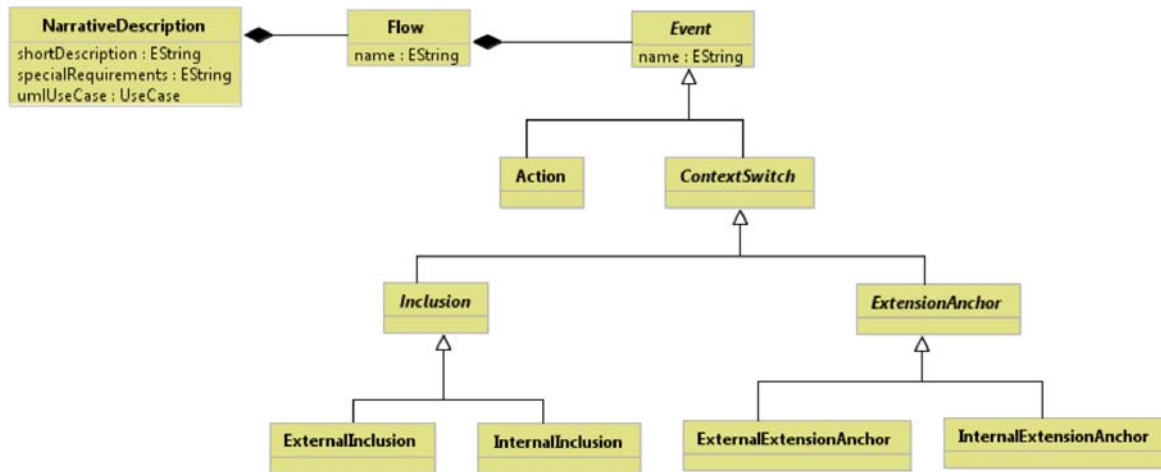 NarrativeDescription
shortDescription : EString
specialRequirements : EString
umlUseCase : UseCase
Flow
name : EString
Event
name : EString
Action
ContextSwitch
Inclusion
ExtensionAnchor
ExternalInclusion
InternalInclusion
ExternalExtensionAnchor
InternalExtensionAnchor